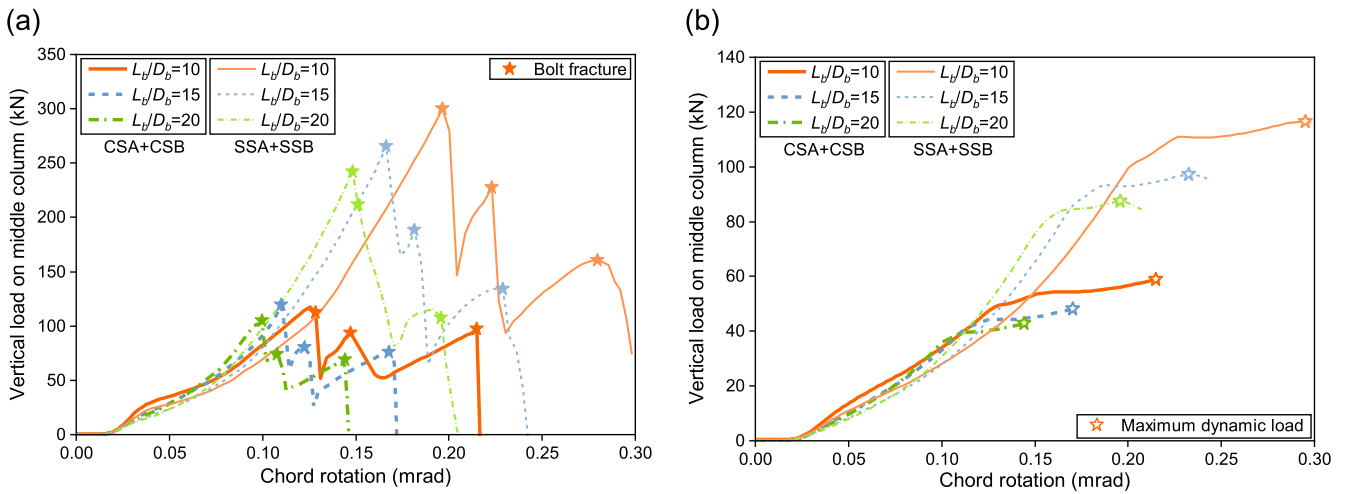 (a)
Vertical load on middle column (kN)
350
300
250
200
150
100
50
0
L_b/D_b=10
L_b/D_b=15
L_b/D_b=20
CSA+CSB
L_b/D_b=10
L_b/D_b=15
L_b/D_b=20
SSA+SSB
Bolt fracture
0.00 0.05 0.10 0.15 0.20 0.25 0.30
Chord rotation (mrad)
(b)
Vertical load on middle column (kN)
140
120
100
80
60
40
20
0
L_b/D_b=10
L_b/D_b=15
L_b/D_b=20
CSA+CSB
L_b/D_b=10
L_b/D_b=15
L_b/D_b=20
SSA+SSB
Maximum dynamic load
0.00 0.05 0.10 0.15 0.20 0.25 0.30
Chord rotation (mrad)